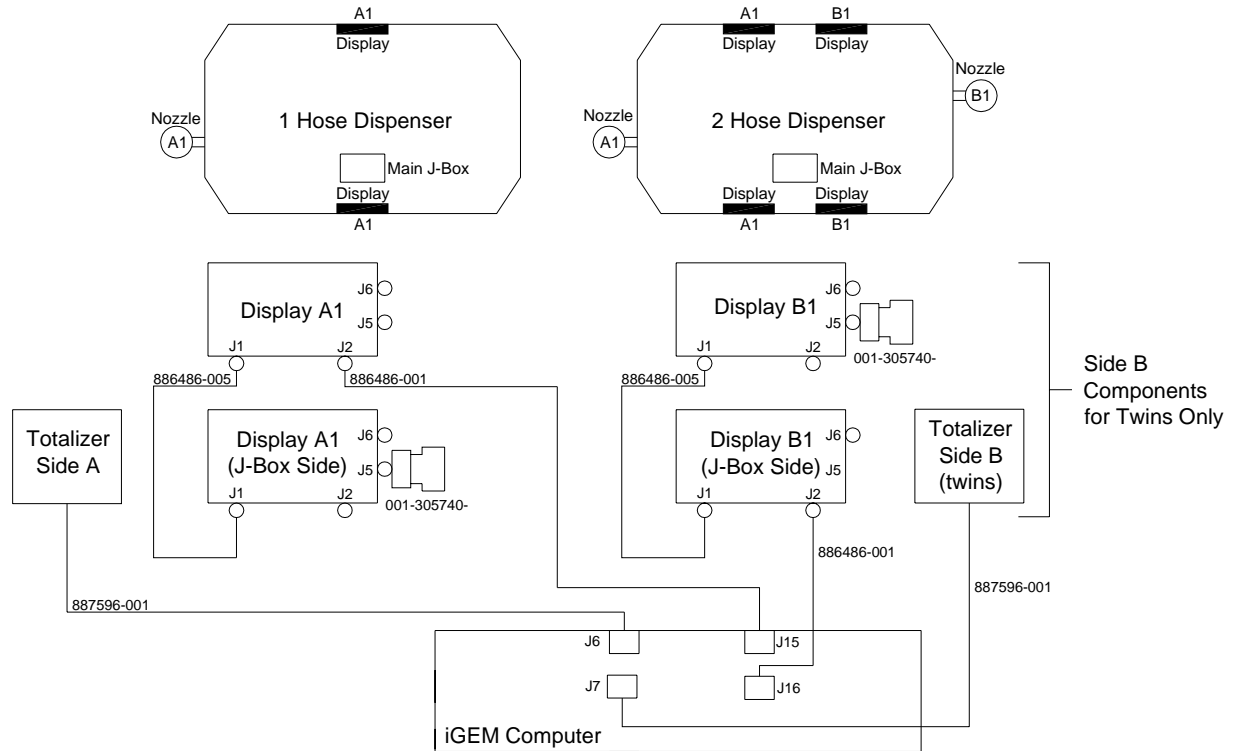 A1
Display
A1
B1
Display
Display
Nozzle
B1
Nozzle
A1
1 Hose Dispenser
Nozzle
A1
2 Hose Dispenser
Main J-Box
Main J-Box
Display
A1
Display
Display
A1
B1
Display A1
J6
J5
J1
J2
Display B1
J6
J5
J1
J2
001-305740-
886486-005
886486-001
886486-005
Side B
Components
for Twins Only
Totalizer
Side A
Display A1
(J-Box Side)
J6
J5
J1
J2
001-305740-
Display B1
(J-Box Side)
J6
J5
J1
J2
Totalizer
Side B
(twins)
886486-001
887596-001
887596-001
J6
J15
J7
J16
iGEM Computer